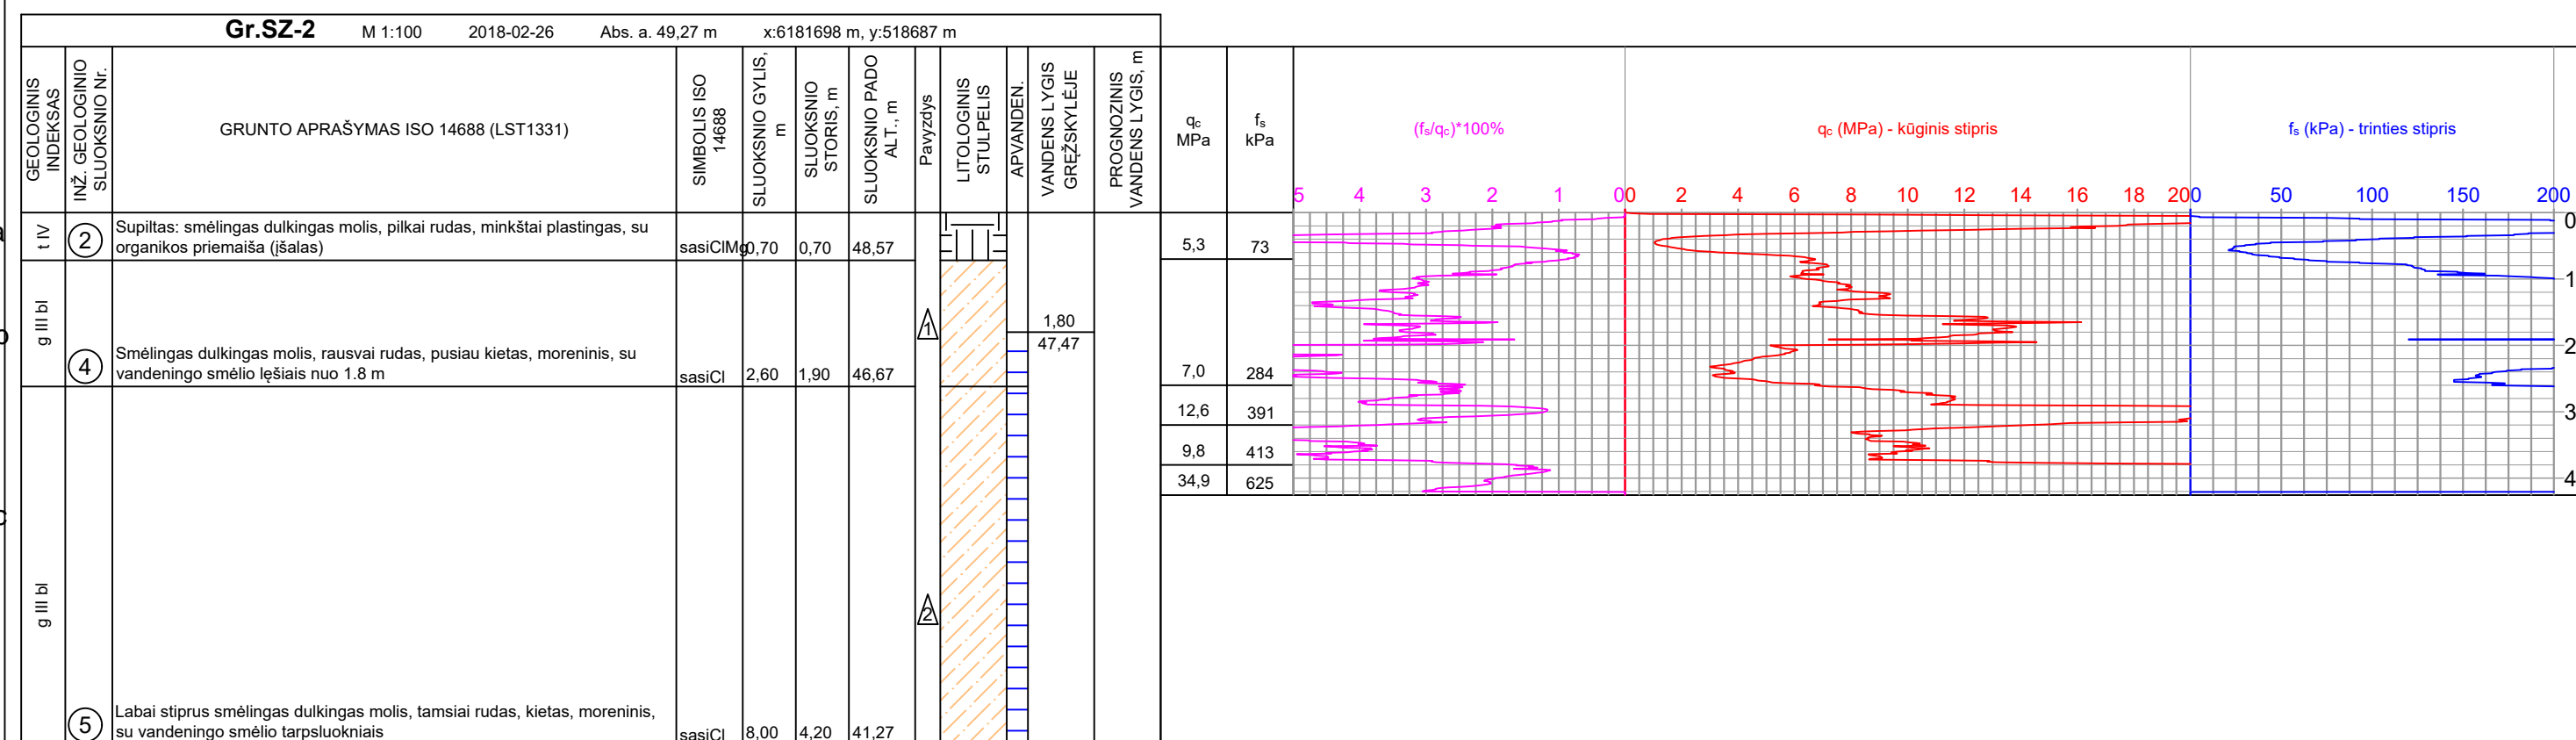 Gr.SZ-2 M 1:100 2018-02-26 Abs. a. 49,27 m x:6181698 m, y:518687 m
GEOLOGINIS
INDEKSAS
INŽ. GEOLOGINIO
SLUOKSNIO Nr.
GRUNTO APRAŠYMAS ISO 14688 (LST1331)
SIMBOLIS ISO
14688
SLUOKSNIO GYLIS,
m
SLUOKSNIO
STORIS, m
SLUOKSNIO PADO
ALT., m
Pavyzdys
LITOLOGINIS
STULPELIS
APVANDEN.
VANDENS LYGIS
GRĘŽSKYLĖJE
PROGNOZINIS
VANDENS LYGIS, m
qc
MPa
fs
kPa
(fs/qc)*100%
qc (MPa) - kūginis stipris
fs (kPa) - trinties stipris
5 4 3 2 1 0
0 2 4 6 8 10 12 14 16 18 20
0 50 100 150 200
t IV
2
Supiltas: smėlingas dulkingas molis, pilkai rudas, minkštai plastingas, su
organikos priemaiša (įšalas)
sasiClMg 0,70 0,70 48,57
5,3 73
0
g III bl
4
Smėlingas dulkingas molis, rausvai rudas, pusiau kietas, moreninis, su
vandeningo smėlio lęšiais nuo 1.8 m
sasiCl 2,60 1,90 46,67
1
1,80
47,47
7,0 284
12,6 391
9,8 413
34,9 625
1
2
3
4
g III bl
5
Labai stiprus smėlingas dulkingas molis, tamsiai rudas, kietas, moreninis,
su vandeningo smėlio tarpsluokniais
sasiCl 8,00 4,20 41,27
2